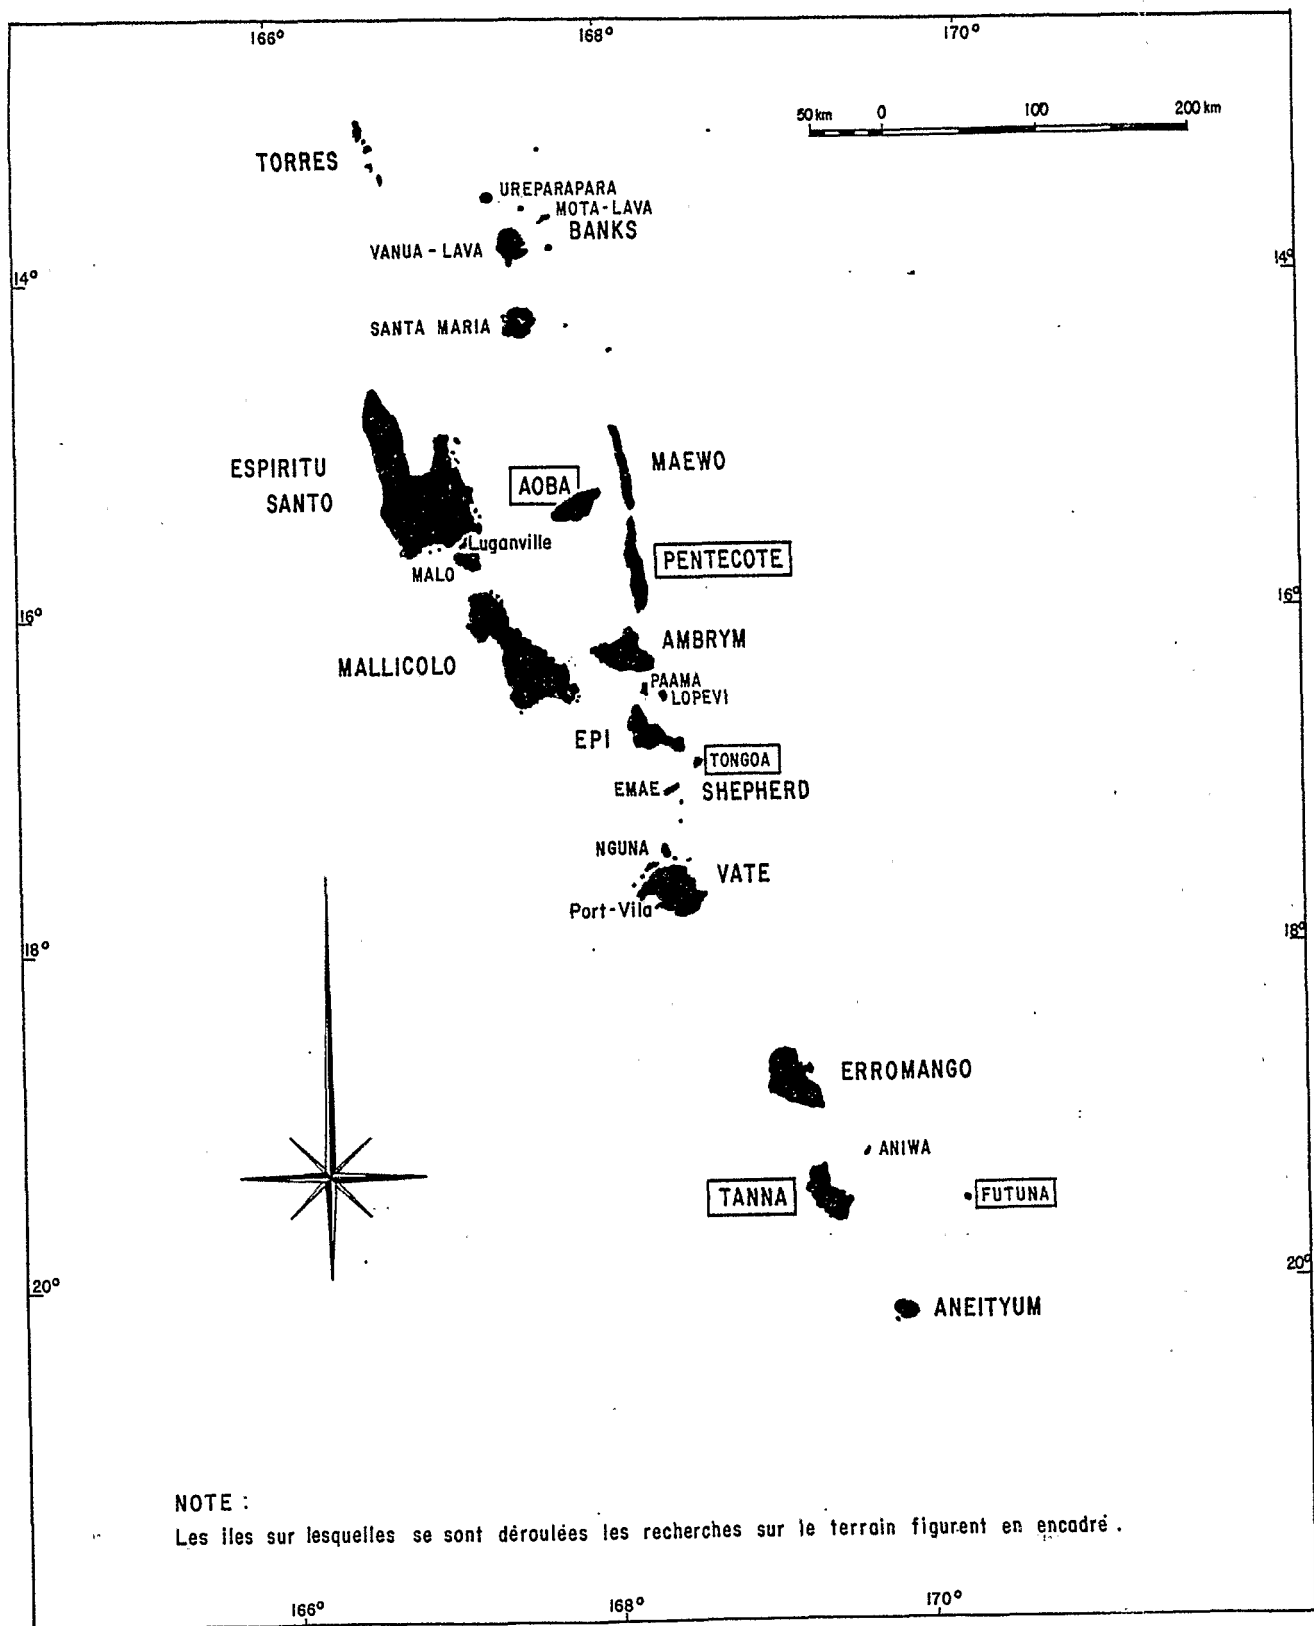 166° 168° 170°
50 km 0 100 200 km
TORRES
UREPARAPARA
MOTA-LAVA
BANKS
VANUA-LAVA
14° 14°
SANTA MARIA
ESPIRITU
SANTO
MAEWO
AOBA
Luganville
MALO
PENTECOTE
16° 16°
AMBRYM
MALLICOLO
PAAMA
LOPEVI
EPI
TONGOA
EMAE
SHEPHERD
NGUNA
VATE
Port-Vila
18° 18°
ERROMANGO
ANIWA
TANNA
FUTUNA
20° 20°
ANEITYUM
NOTE :
Les îles sur lesquelles se sont déroulées les recherches sur le terrain figurent en encadré .
166° 168° 170°